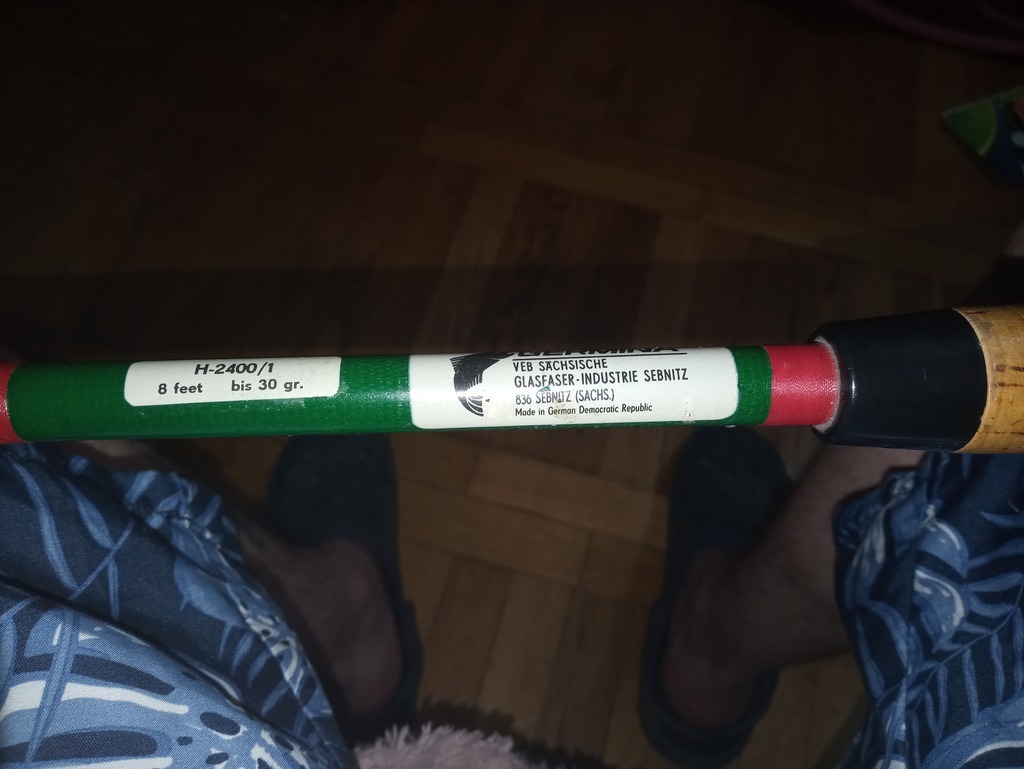 H-2400/1
8 feet bis 30 gr.
GERMINA
VEB SÄCHSISCHE
GLASFASER-INDUSTRIE SEBNITZ
836 SEBNITZ (SACHS.)
Made in German Democratic Republic